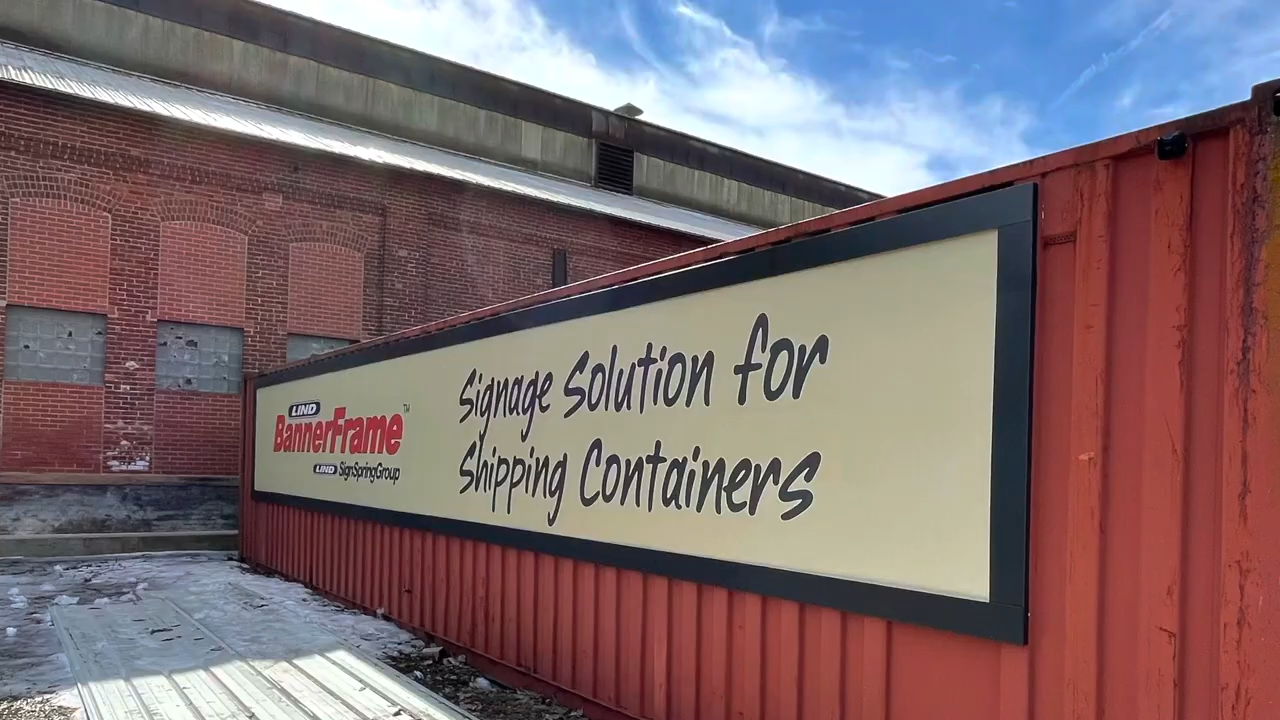 LIND
BannerFrame™
LIND SignSpringGroup
Signage Solution for
Shipping Containers